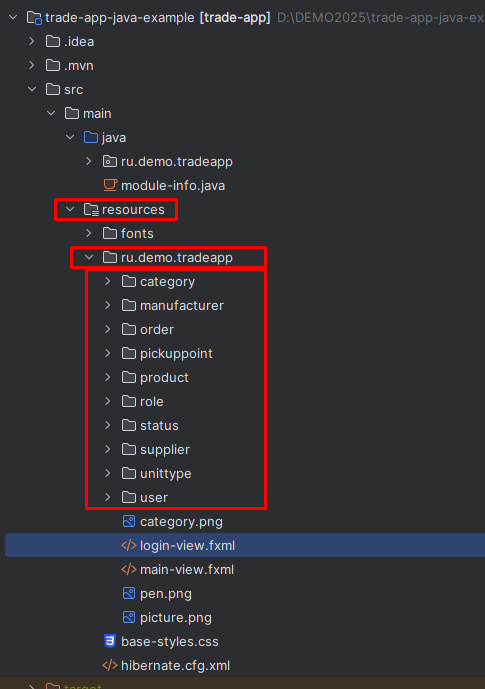 trade-app-java-example [trade-app] D:\DEMO2025\trade-app-java-ex
.idea
.mvn
src
main
java
ru.demo.tradeapp
module-info.java
resources
fonts
ru.demo.tradeapp
category
manufacturer
order
pickuppoint
product
role
status
supplier
unittype
user
category.png
login-view.fxml
main-view.fxml
pen.png
picture.png
base-styles.css
hibernate.cfg.xml
target